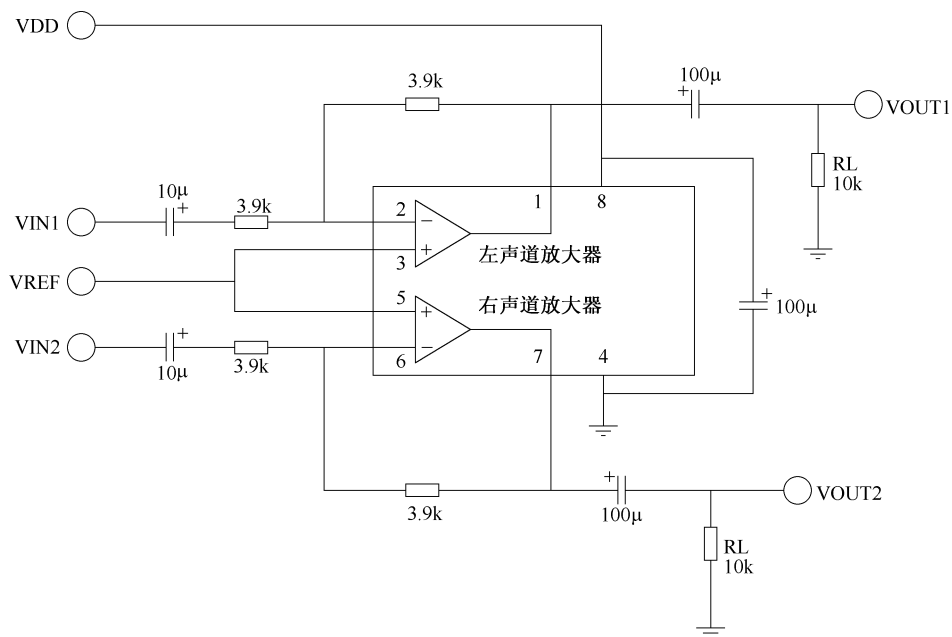 VDD
3.9k
100μ
+
VOUT1
RL
10k
10μ
+
3.9k
VIN1
2
−
1
8
+
3
左声道放大器
VREF
5
+
右声道放大器
+
100μ
VIN2
+
10μ
3.9k
−
6
7
4
3.9k
+
100μ
VOUT2
RL
10k